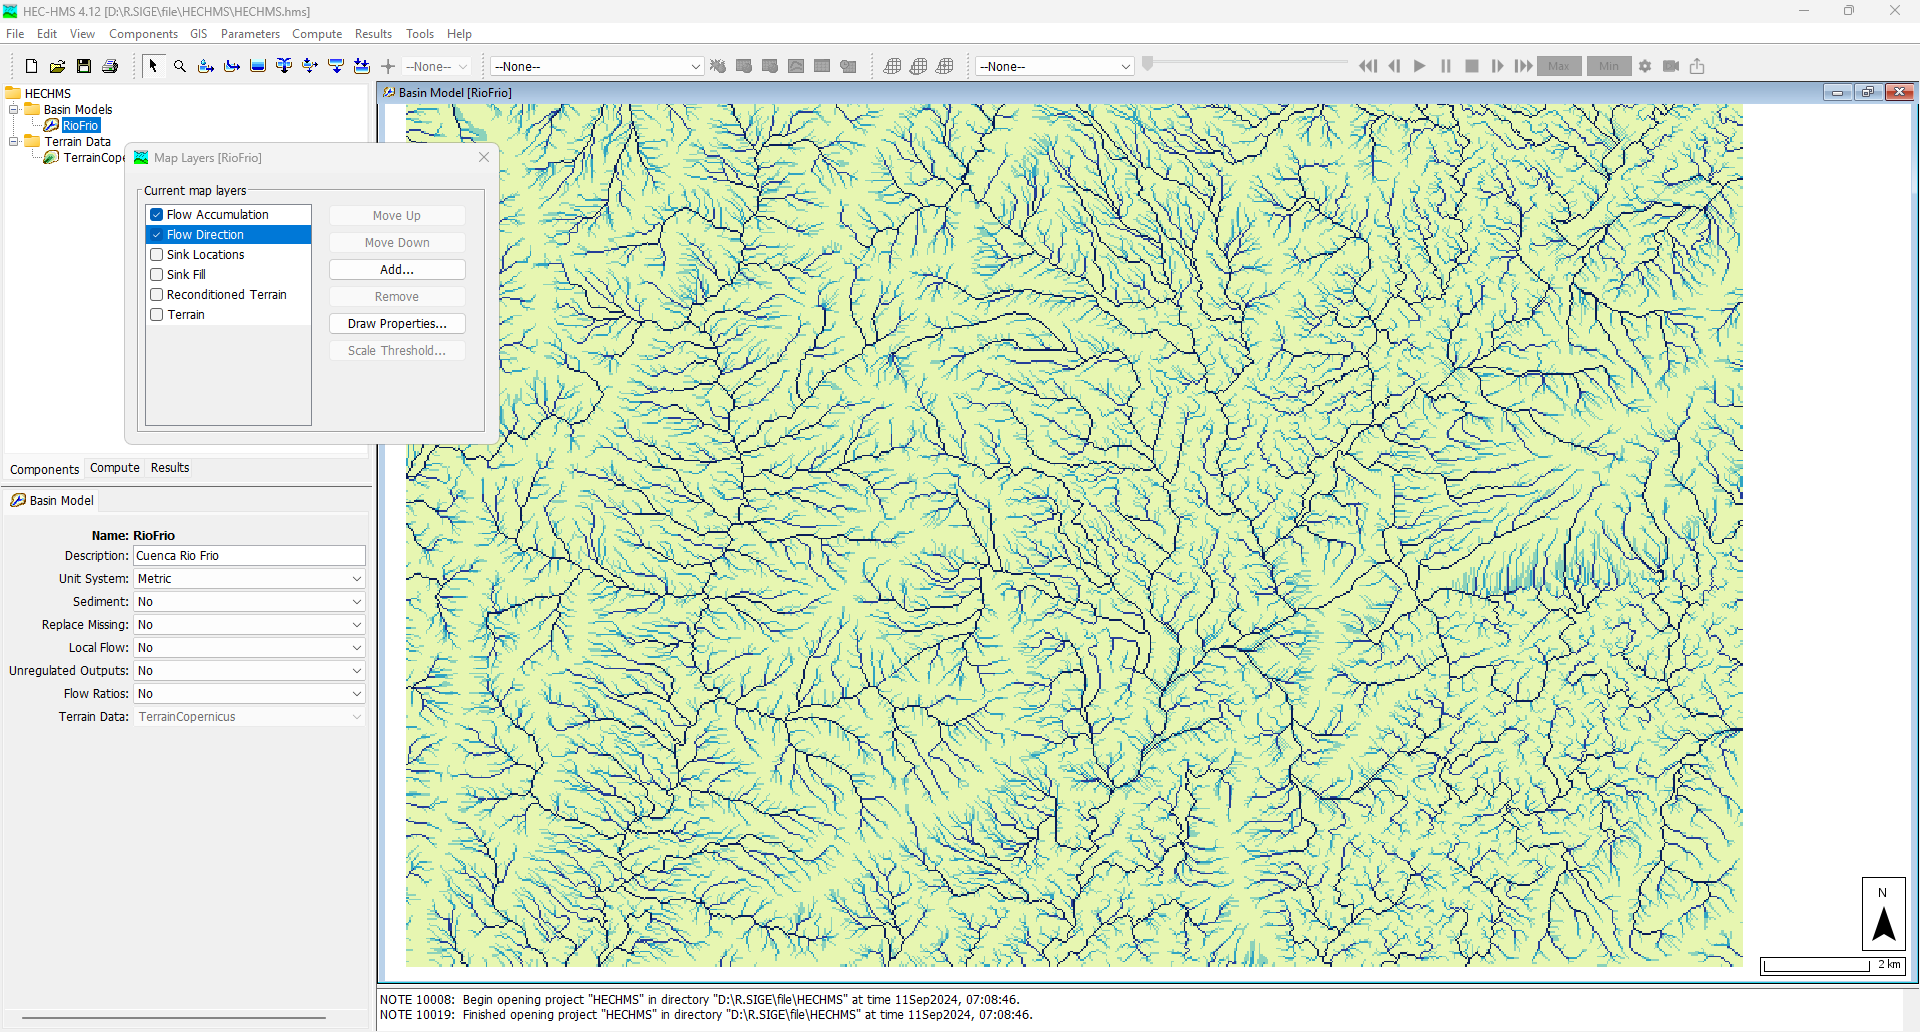 HEC-HMS 4.12 [D:\R.SIGE\file\HECHMS\HECHMS.hms]
File Edit View Components GIS Parameters Compute Results Tools Help
--None-- --None-- --None-- Max Min
HECHMS
Basin Models
RioFrio
Terrain Data
TerrainCope
Map Layers [RioFrio]
Current map layers
Flow Accumulation
Flow Direction
Sink Locations
Sink Fill
Reconditioned Terrain
Terrain
Move Up
Move Down
Add...
Remove
Draw Properties...
Scale Threshold...
Components Compute Results
Basin Model
Name: RioFrio
Description: Cuenca Rio Frio
Unit System: Metric
Sediment: No
Replace Missing: No
Local Flow: No
Unregulated Outputs: No
Flow Ratios: No
Terrain Data: TerrainCopernicus
Basin Model [RioFrio]
N
2 km
NOTE 10008: Begin opening project "HECHMS" in directory "D:\R.SIGE\file\HECHMS" at time 11Sep2024, 07:08:46.
NOTE 10019: Finished opening project "HECHMS" in directory "D:\R.SIGE\file\HECHMS" at time 11Sep2024, 07:08:46.